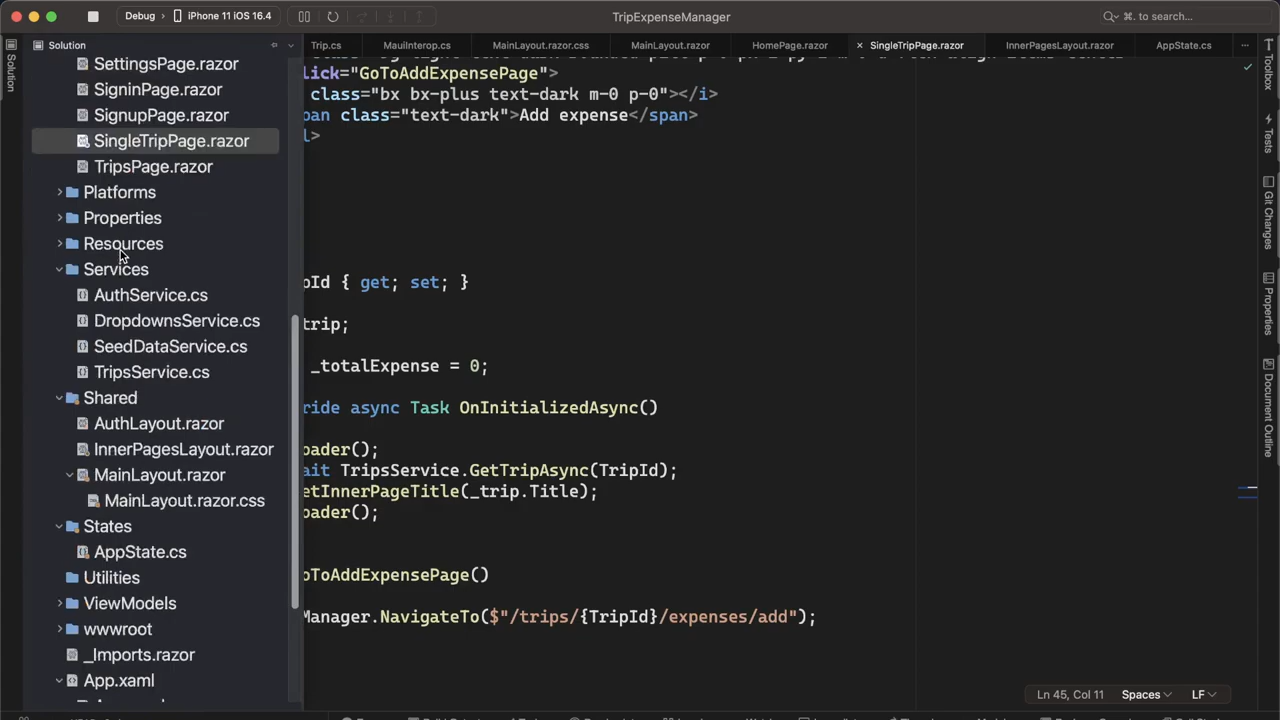 Debug › iPhone 11 iOS 16.4
TripExpenseManager
⌘. to search...
Solution
Solution
Trip.cs
MauiInterop.cs
MainLayout.razor.css
MainLayout.razor
HomePage.razor
× SingleTripPage.razor
InnerPagesLayout.razor
AppState.cs
SettingsPage.razor
SigninPage.razor
SignupPage.razor
SingleTripPage.razor
TripsPage.razor
Platforms
Properties
Resources
Services
AuthService.cs
DropdownsService.cs
SeedDataService.cs
TripsService.cs
Shared
AuthLayout.razor
InnerPagesLayout.razor
MainLayout.razor
MainLayout.razor.css
States
AppState.cs
Utilities
ViewModels
wwwroot
_Imports.razor
App.xaml
lick="GoToAddExpensePage">
class="bx bx-plus text-dark m-0 p-0"></i>
pan class="text-dark">Add expense</span>
l>
pId { get; set; }
trip;
_totalExpense = 0;
ride async Task OnInitializedAsync()
oader();
ait TripsService.GetTripAsync(TripId);
etInnerPageTitle(_trip.Title);
oader();
oToAddExpensePage()
Manager.NavigateTo($"/trips/{TripId}/expenses/add");
Toolbox
Tests
Git Changes
Properties
Document Outline
Ln 45, Col 11 Spaces LF